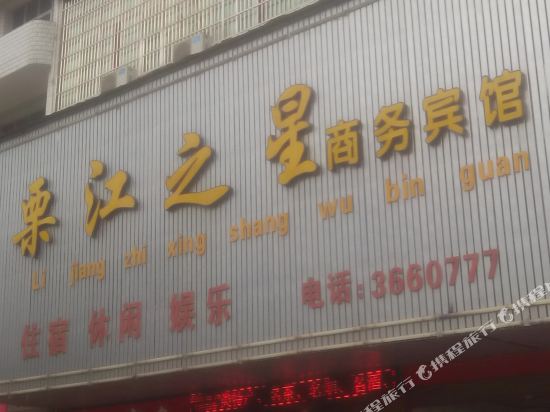 栗江之星商务宾馆
Li jiang zhi xing shang wu bin guan
住宿 休闲 娱乐 电话:3660777
携程旅行